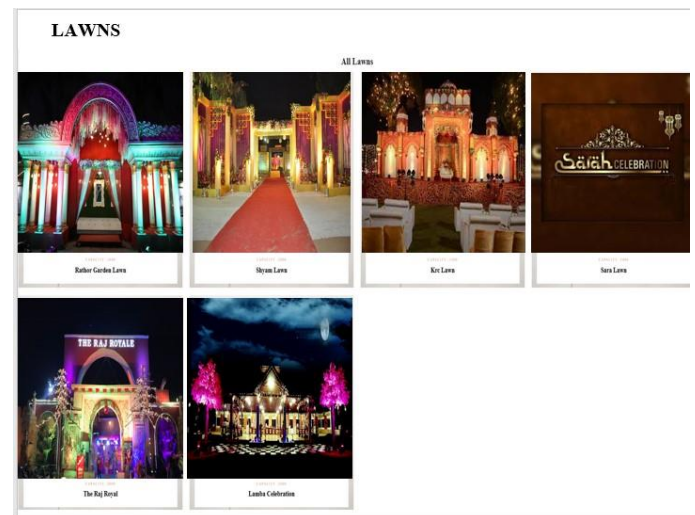 LAWNS
All Lawns
Sarah CELEBRATION
Rathor Garden Lawn
Shyam Lawn
Krc Lawn
Sara Lawn
THE RAJ ROYALE
The Raj Royal
Lamba Celebration